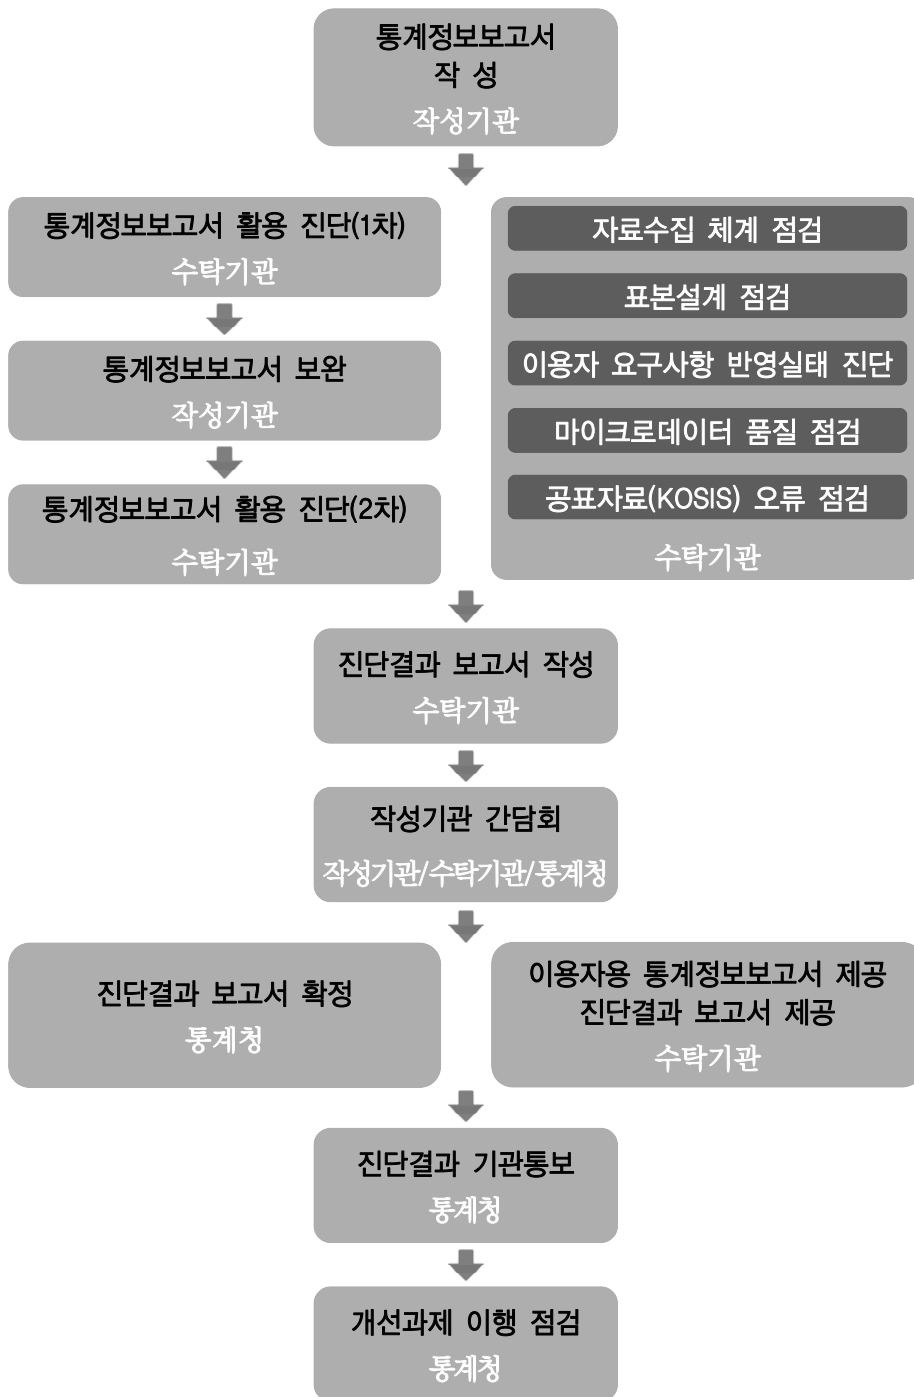 통계정보보고서
작 성
작성기관
통계정보보고서 활용 진단(1차)
수탁기관
통계정보보고서 보완
작성기관
통계정보보고서 활용 진단(2차)
수탁기관
자료수집 체계 점검
표본설계 점검
이용자 요구사항 반영실태 진단
마이크로데이터 품질 점검
공표자료(KOSIS) 오류 점검
수탁기관
진단결과 보고서 작성
수탁기관
작성기관 간담회
작성기관/수탁기관/통계청
진단결과 보고서 확정
통계청
이용자용 통계정보보고서 제공
진단결과 보고서 제공
수탁기관
진단결과 기관통보
통계청
개선과제 이행 점검
통계청